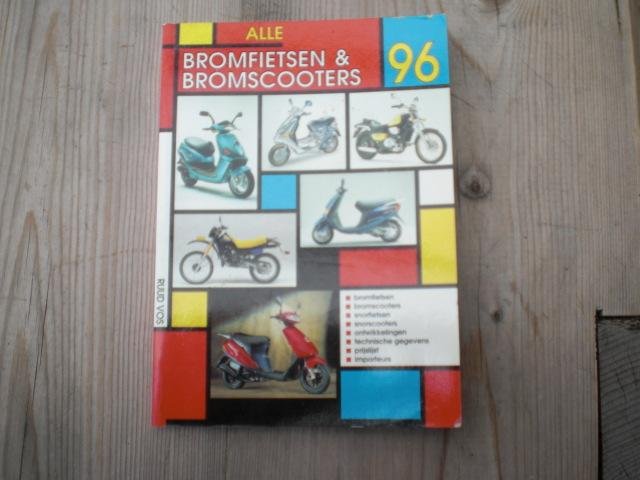 ALLE
BROMFIETSEN &
BROMSCOOTERS
96
RUUD VOS
bromfietsen
bromscooters
snorfietsen
snorscooters
ontwikkelingen
technische gegevens
prijslijst
importeurs